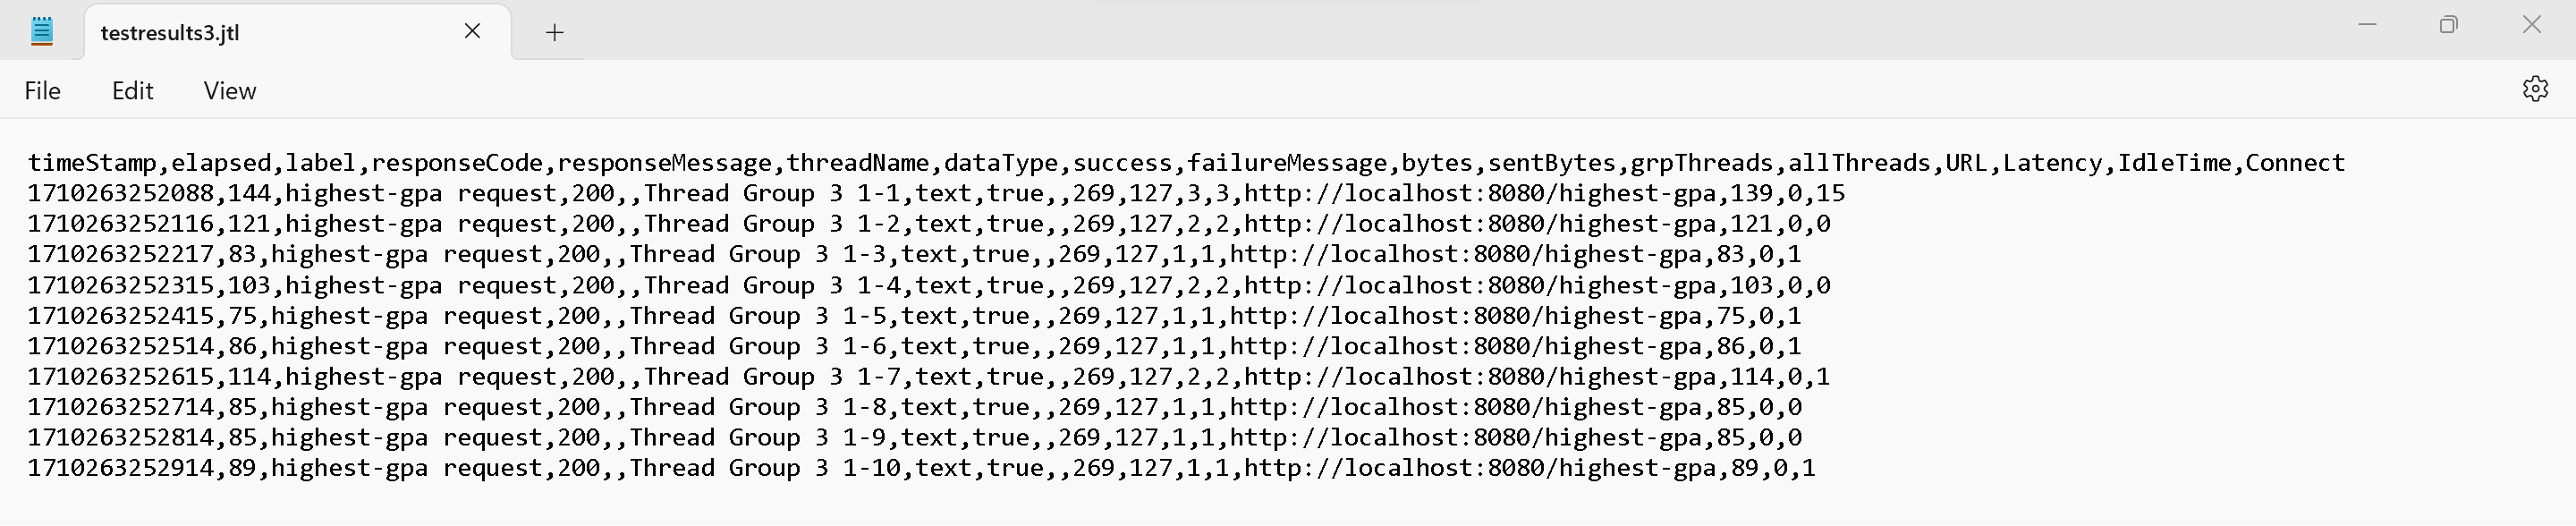 testresults3.jtl
File Edit View
timeStamp,elapsed,label,responseCode,responseMessage,threadName,dataType,success,failureMessage,bytes,sentBytes,grpThreads,allThreads,URL,Latency,IdleTime,Connect
1710263252088,144,highest-gpa request,200,,Thread Group 3 1-1,text,true,,269,127,3,3,http://localhost:8080/highest-gpa,139,0,15
1710263252116,121,highest-gpa request,200,,Thread Group 3 1-2,text,true,,269,127,2,2,http://localhost:8080/highest-gpa,121,0,0
1710263252217,83,highest-gpa request,200,,Thread Group 3 1-3,text,true,,269,127,1,1,http://localhost:8080/highest-gpa,83,0,1
1710263252315,103,highest-gpa request,200,,Thread Group 3 1-4,text,true,,269,127,2,2,http://localhost:8080/highest-gpa,103,0,0
1710263252415,75,highest-gpa request,200,,Thread Group 3 1-5,text,true,,269,127,1,1,http://localhost:8080/highest-gpa,75,0,1
1710263252514,86,highest-gpa request,200,,Thread Group 3 1-6,text,true,,269,127,1,1,http://localhost:8080/highest-gpa,86,0,1
1710263252615,114,highest-gpa request,200,,Thread Group 3 1-7,text,true,,269,127,2,2,http://localhost:8080/highest-gpa,114,0,1
1710263252714,85,highest-gpa request,200,,Thread Group 3 1-8,text,true,,269,127,1,1,http://localhost:8080/highest-gpa,85,0,0
1710263252814,85,highest-gpa request,200,,Thread Group 3 1-9,text,true,,269,127,1,1,http://localhost:8080/highest-gpa,85,0,0
1710263252914,89,highest-gpa request,200,,Thread Group 3 1-10,text,true,,269,127,1,1,http://localhost:8080/highest-gpa,89,0,1